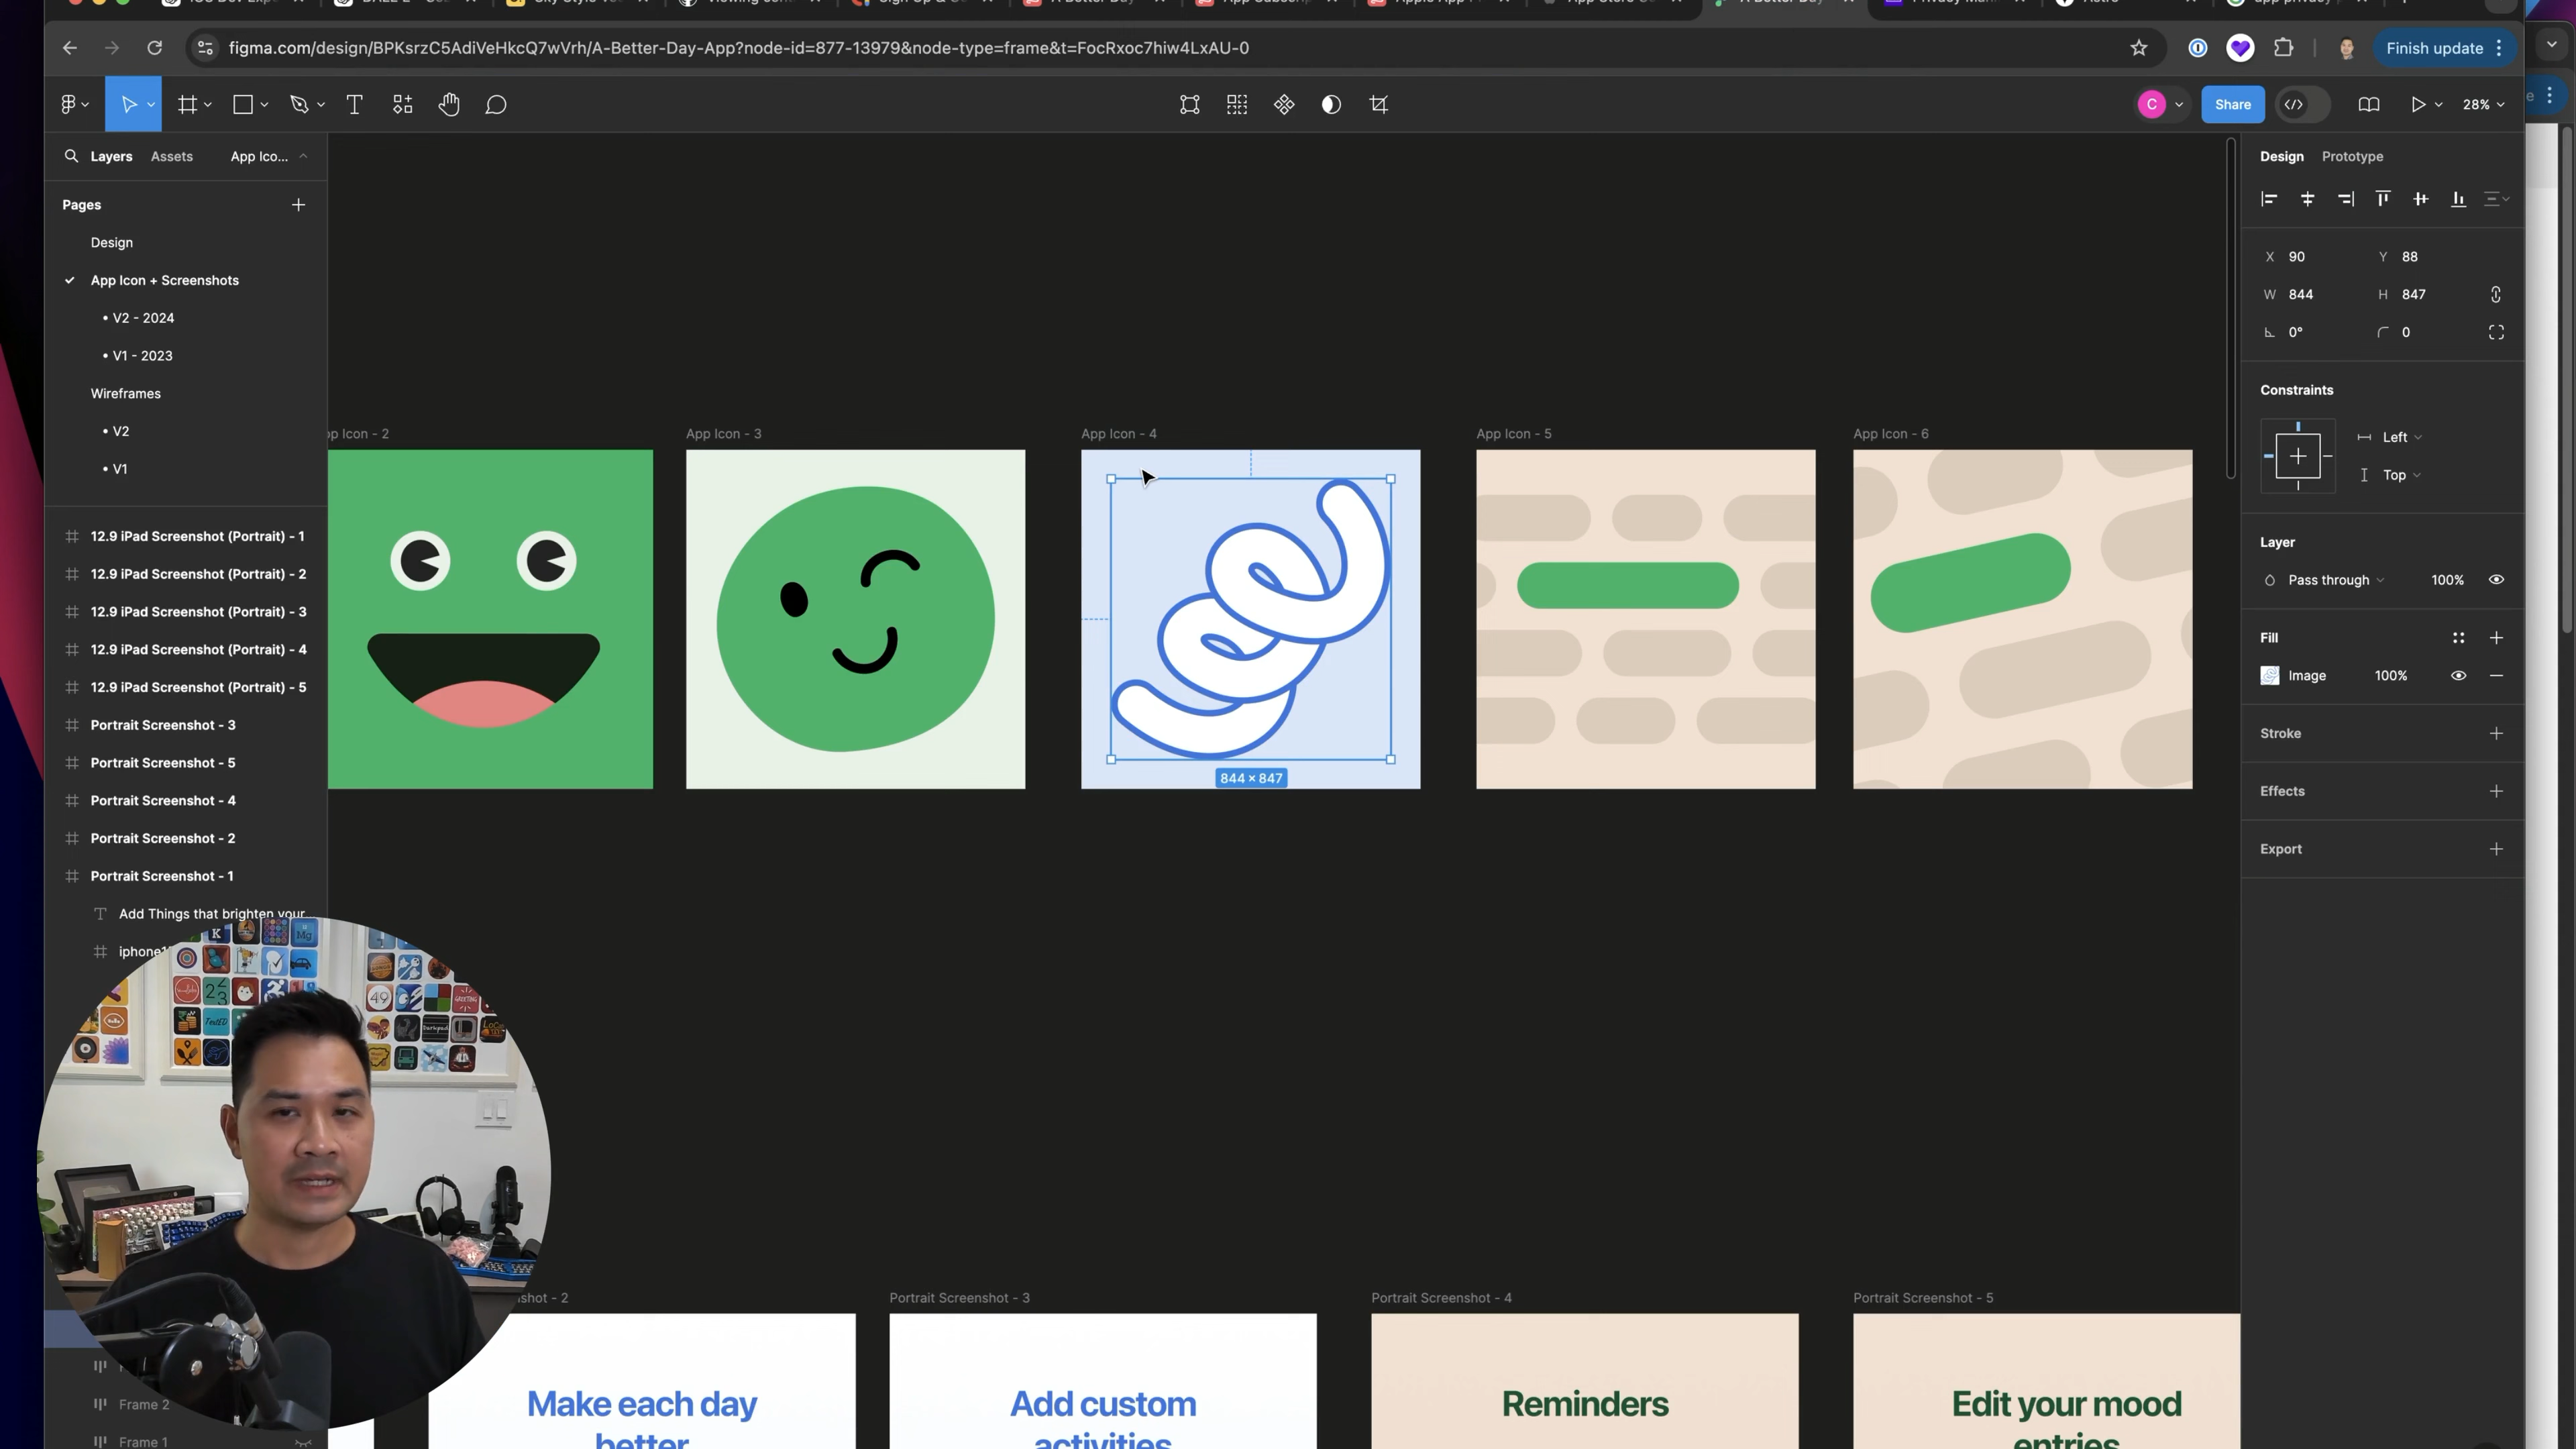 figma.com/design/BPKsrzC5AdiVeHkcQ7wVrh/A-Better-Day-App?node-id=877-13979&node-type=frame&t=FocRxoc7hiw4LxAU-0
Finish update
C
Share
28%
Layers
Assets
App Ico...
Pages
Design
App Icon + Screenshots
• V2 - 2024
• V1 - 2023
Wireframes
• V2
• V1
12.9 iPad Screenshot (Portrait) - 1
12.9 iPad Screenshot (Portrait) - 2
12.9 iPad Screenshot (Portrait) - 3
12.9 iPad Screenshot (Portrait) - 4
12.9 iPad Screenshot (Portrait) - 5
Portrait Screenshot - 3
Portrait Screenshot - 5
Portrait Screenshot - 4
Portrait Screenshot - 2
Portrait Screenshot - 1
Add Things that brighten your
Frame 2
Frame 1
Icon - 2
App Icon - 3
App Icon - 4
App Icon - 5
App Icon - 6
844 × 847
- 2
Portrait Screenshot - 3
Portrait Screenshot - 4
Portrait Screenshot - 5
Make each day
better
Add custom
activities
Reminders
Edit your mood
entries
Design
Prototype
X 90 Y 88
W 844 H 847
0° 0
Constraints
Left
Top
Layer
Pass through 100%
Fill
Image 100%
Stroke
Effects
Export